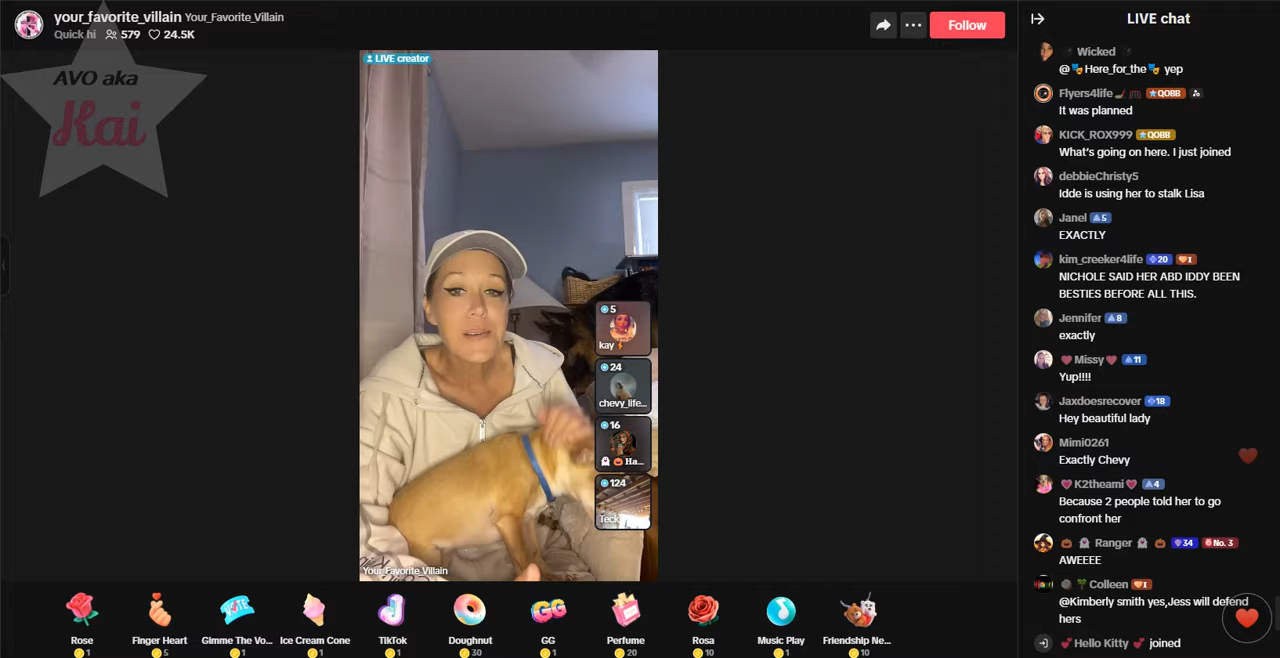 your_favorite_villain Your_Favorite_Villain
Quick hi 579 24.5K
Follow
AVO aka
Kai
LIVE creator
5
kay
24
chevy_life...
16
Ha...
124
Teck
Your_Favorite_Villain
Rose
1
Finger Heart
5
Gimme The Vo...
1
Ice Cream Cone
1
TikTok
1
Doughnut
30
GG
GG
1
Perfume
20
Rosa
10
Music Play
1
Friendship Ne...
10
LIVE chat
Wicked
@🎭Here_for_the🎭 yep
Flyers4life QOBB
It was planned
KICK_ROX999 QOBB
What's going on here. I just joined
debbieChristy5
Idde is using her to stalk Lisa
Janel 5
EXACTLY
kim_creeker4life 20 I
NICHOLE SAID HER ABD IDDY BEEN
BESTIES BEFORE ALL THIS.
Jennifer 8
exactly
Missy 11
Yup!!!!
Jaxdoesrecover 18
Hey beautiful lady
Mimi0261
Exactly Chevy
K2theami 4
Because 2 people told her to go
confront her
🎃 👻 Ranger 👻 🎃 34 No. 3
AWEEEE
Colleen I
@Kimberly smith yes,Jess will defend
hers
Hello Kitty joined